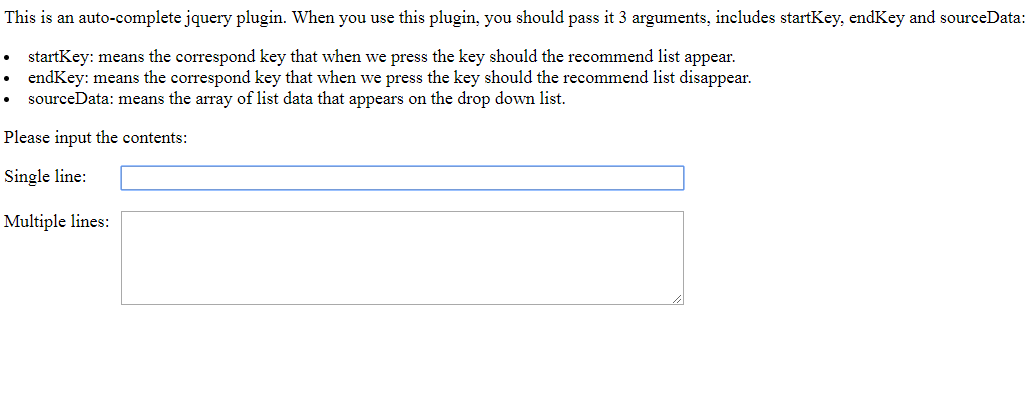 This is an auto-complete jquery plugin. When you use this plugin, you should pass it 3 arguments, includes startKey, endKey and sourceData:
• startKey: means the correspond key that when we press the key should the recommend list appear.
• endKey: means the correspond key that when we press the key should the recommend list disappear.
• sourceData: means the array of list data that appears on the drop down list.
Please input the contents:
Single line:
Multiple lines: